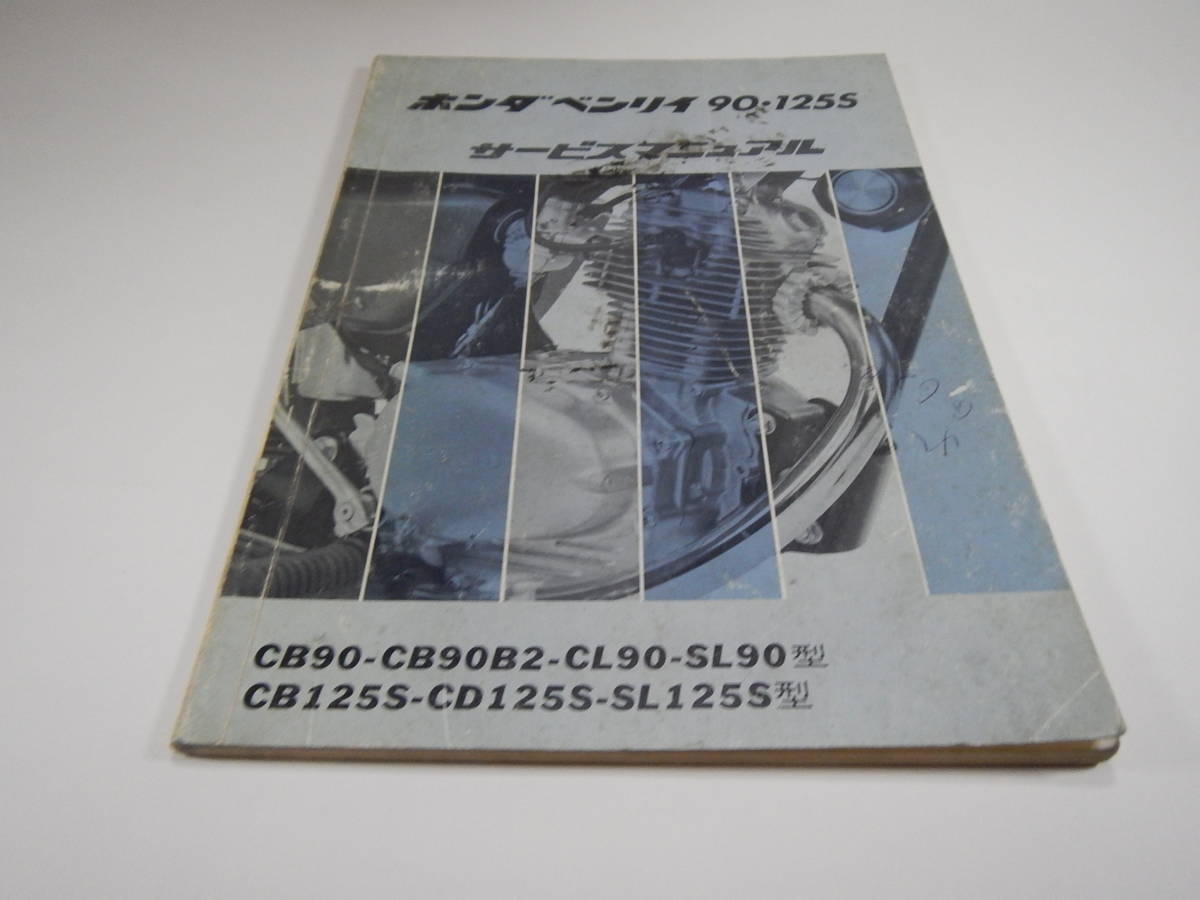 ホンダベンリイ 90・125S
サービスマニュアル
CB90-CB90B2-CL90-SL90型
CB125S-CD125S-SL125S型